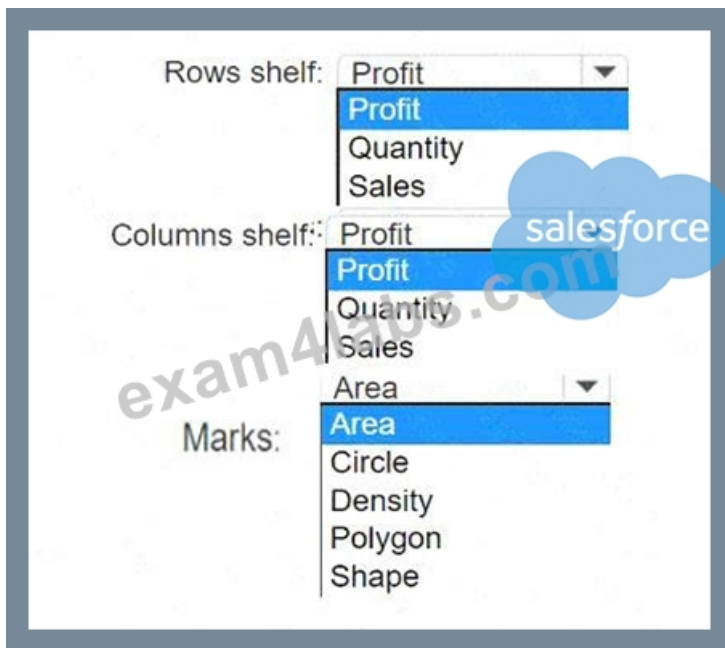 Rows shelf: Profit
Profit
Quantity
Sales
salesforce
Columns shelf: Profit
Profit
Quantity
Sales
exam4labs.com
Area
Marks: Area
Circle
Density
Polygon
Shape